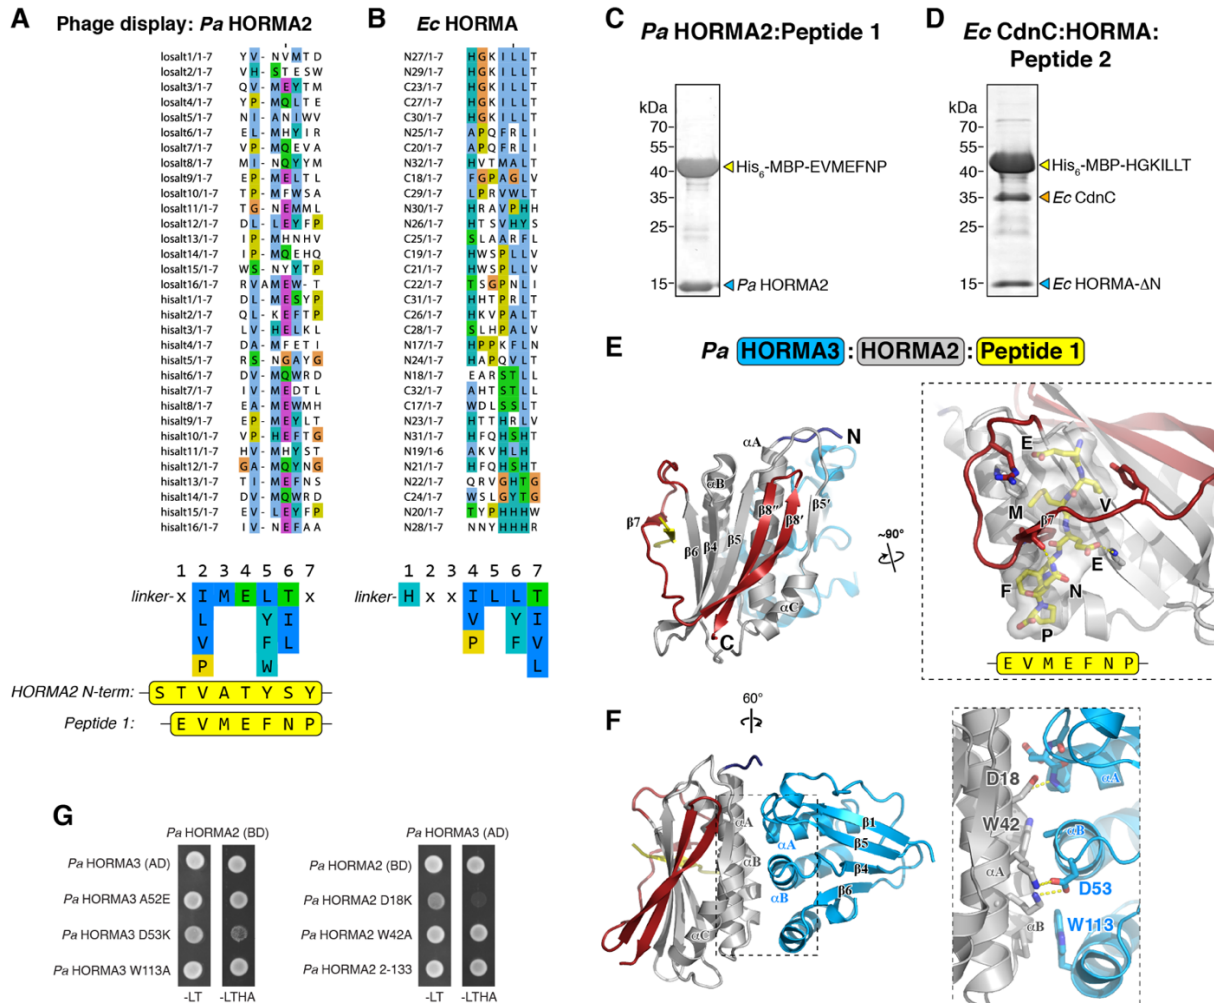 A Phage display: Pa HORMA2
losalt1/1-7 Y V - N V M T D
losalt2/1-7 V H - S T E S W
losalt3/1-7 Q V - M E Y T M
losalt4/1-7 Y P - M Q L T E
losalt5/1-7 N I - A N I W V
losalt6/1-7 E L - M H Y I R
losalt7/1-7 V P - M Q E V A
losalt8/1-7 M I - N Q Y Y M
losalt9/1-7 E P - M E L T L
losalt10/1-7 T P - M F W S A
losalt11/1-7 T G - N E M M L
losalt12/1-7 D L - L E Y F P
losalt13/1-7 I P - M H N H V
losalt14/1-7 I P - M Q E H Q
losalt15/1-7 W S - N Y Y T P
losalt16/1-7 R V A M E W - T
hisalt1/1-7 D L - M E S Y P
hisalt2/1-7 Q L - K E F T P
hisalt3/1-7 L V - H E L K L
hisalt4/1-7 D A - M F E T I
hisalt5/1-7 R S - N G A Y G
hisalt6/1-7 D V - M Q W R D
hisalt7/1-7 I V - M E D T L
hisalt8/1-7 E A - M E W M H
hisalt9/1-7 E P - M E Y L T
hisalt10/1-7 V P - H E F T G
hisalt11/1-7 H V - M H Y S T
hisalt12/1-7 G A - M Q Y N G
hisalt13/1-7 T I - M E F N S
hisalt14/1-7 D V - M Q W R D
hisalt15/1-7 E V - L E Y F P
hisalt16/1-7 I V - N E F A A
1 2 3 4 5 6 7
linker- x I M E L T x
L Y I
V F L
P W
HORMA2 N-term: S T V A T Y S Y
Peptide 1: E V M E F N P
B Ec HORMA
N27/1-7 H G K I L L T
N29/1-7 H G K I L L T
C23/1-7 H G K I L L T
C27/1-7 H G K I L L T
C30/1-7 H G K I L L T
N25/1-7 A P Q F R L I
C20/1-7 A P Q F R L I
N32/1-7 H V T M A L T
C18/1-7 F G P A G L V
C29/1-7 L P R V W L T
N30/1-7 H R A V P H H
N26/1-7 H T S V H Y S
C25/1-7 S L A A R F L
C19/1-7 H W S P L L V
C21/1-7 H W S P L L V
C22/1-7 T S G P N L I
C31/1-7 H H T P R L T
C26/1-7 H K V P A L T
C28/1-7 S L H P A L V
N17/1-7 H P P K F L N
N24/1-7 H A P Q V L T
N18/1-7 E A R S T L L
C32/1-7 A H T S T L L
C17/1-7 W D L S S L T
N23/1-7 H T T H R L V
N31/1-7 H F Q H S H T
N19/1-6 A K V H L H
N21/1-7 H F Q H S H T
N22/1-7 Q R V G H T G
C24/1-7 W S L G Y T G
N20/1-7 T Y P H H H L
N28/1-7 N N Y H H H R
1 2 3 4 5 6 7
linker- H x x I L L T
V Y I
P F V
L
C Pa HORMA2:Peptide 1
kDa
70
55
40
35
25
15
His6-MBP-EVMEFNP
Pa HORMA2
D Ec CdnC:HORMA:
Peptide 2
kDa
70
55
40
35
25
15
His6-MBP-HGKILLT
Ec CdnC
Ec HORMA-ΔN
E Pa HORMA3 : HORMA2 : Peptide 1
N
αA
αB
β8″
β8′
β5′
β7
β6
β4
β5
αC
C
~90°
E
M
V
β7
E
F
N
P
E V M E F N P
60°
F
αA
αB
αC
αA
αB
β1
β5
β4
β6
D18
αA
W42
αB
αA
D53
W113
αB
G
Pa HORMA2 (BD)
Pa HORMA3 (AD)
Pa HORMA3 A52E
Pa HORMA3 D53K
Pa HORMA3 W113A
-LT -LTHA
Pa HORMA3 (AD)
Pa HORMA2 (BD)
Pa HORMA2 D18K
Pa HORMA2 W42A
Pa HORMA2 2-133
-LT -LTHA